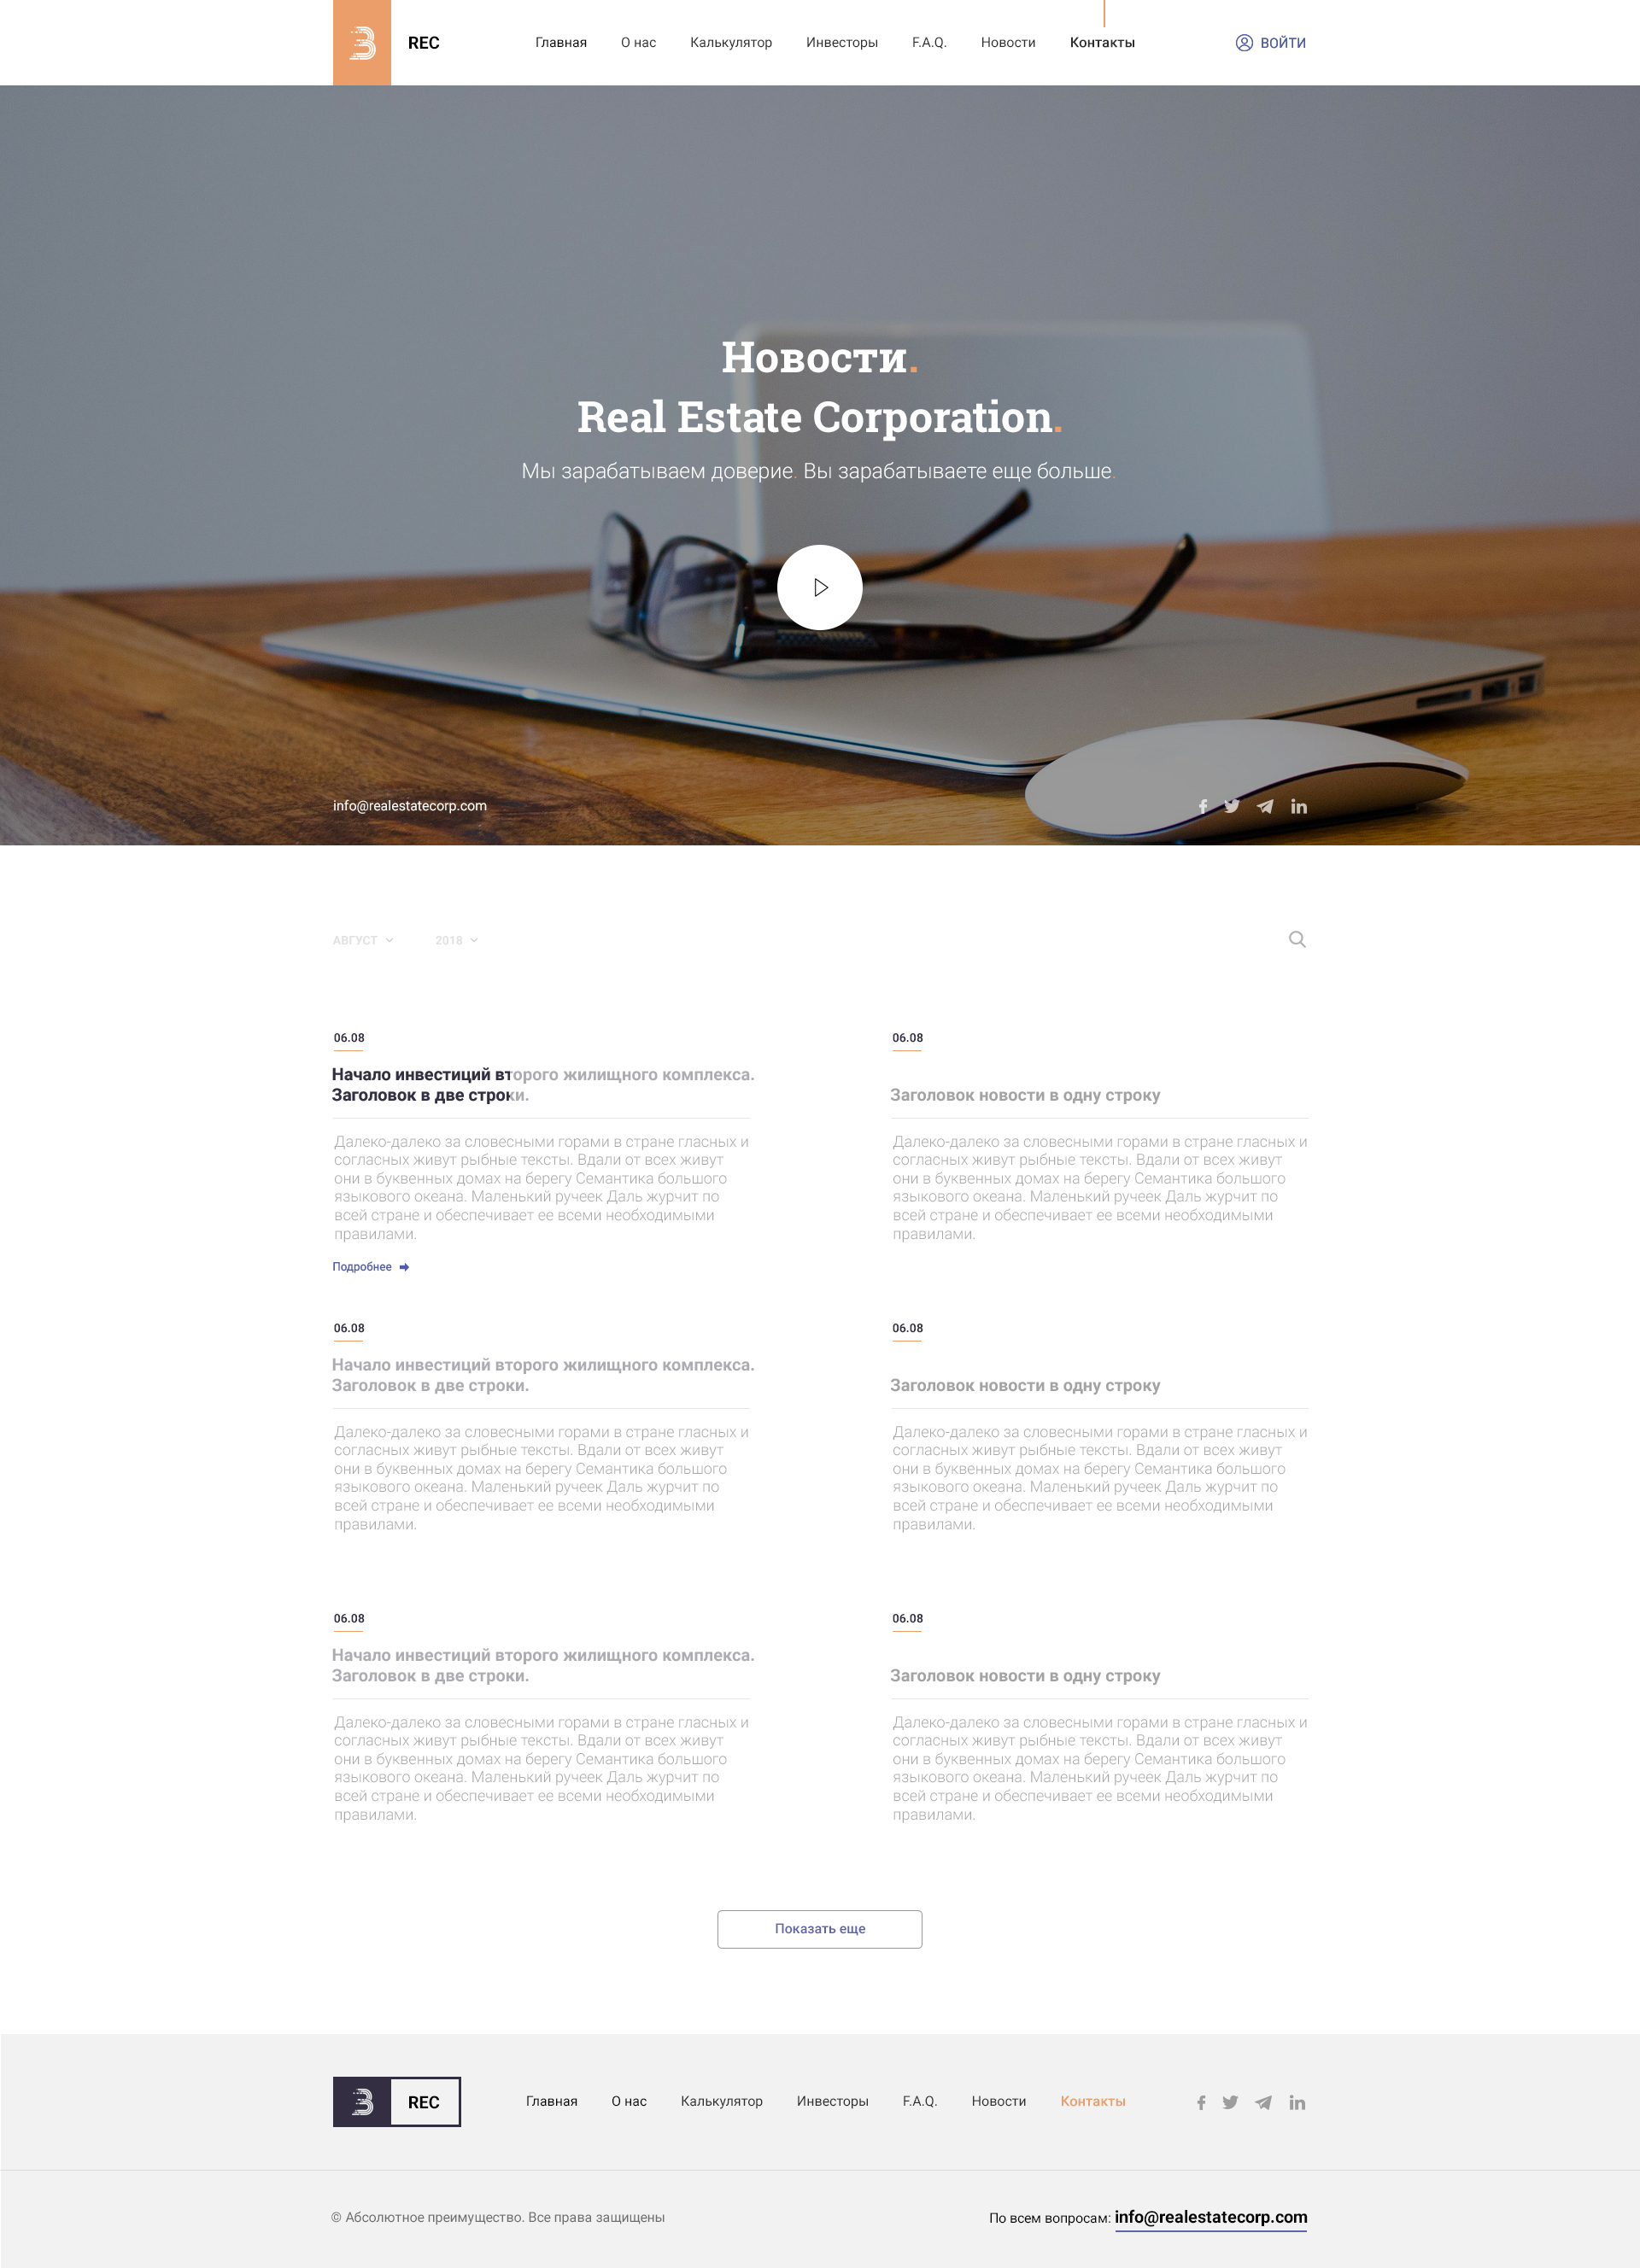 REC
Главная О нас Калькулятор Инвесторы F.A.Q. Новости Контакты
ВОЙТИ
Новости.
Real Estate Corporation.
Мы зарабатываем доверие. Вы зарабатываете еще больше.
info@realestatecorp.com
АВГУСТ 2018
06.08
Начало инвестиций второго жилищного комплекса.
Заголовок в две строки.
Далеко-далеко за словесными горами в стране гласных и
согласных живут рыбные тексты. Вдали от всех живут
они в буквенных домах на берегу Семантика большого
языкового океана. Маленький ручеек Даль журчит по
всей стране и обеспечивает ее всеми необходимыми
правилами.
Подробнее
06.08
Заголовок новости в одну строку
Далеко-далеко за словесными горами в стране гласных и
согласных живут рыбные тексты. Вдали от всех живут
они в буквенных домах на берегу Семантика большого
языкового океана. Маленький ручеек Даль журчит по
всей стране и обеспечивает ее всеми необходимыми
правилами.
06.08
Начало инвестиций второго жилищного комплекса.
Заголовок в две строки.
Далеко-далеко за словесными горами в стране гласных и
согласных живут рыбные тексты. Вдали от всех живут
они в буквенных домах на берегу Семантика большого
языкового океана. Маленький ручеек Даль журчит по
всей стране и обеспечивает ее всеми необходимыми
правилами.
06.08
Заголовок новости в одну строку
Далеко-далеко за словесными горами в стране гласных и
согласных живут рыбные тексты. Вдали от всех живут
они в буквенных домах на берегу Семантика большого
языкового океана. Маленький ручеек Даль журчит по
всей стране и обеспечивает ее всеми необходимыми
правилами.
06.08
Начало инвестиций второго жилищного комплекса.
Заголовок в две строки.
Далеко-далеко за словесными горами в стране гласных и
согласных живут рыбные тексты. Вдали от всех живут
они в буквенных домах на берегу Семантика большого
языкового океана. Маленький ручеек Даль журчит по
всей стране и обеспечивает ее всеми необходимыми
правилами.
06.08
Заголовок новости в одну строку
Далеко-далеко за словесными горами в стране гласных и
согласных живут рыбные тексты. Вдали от всех живут
они в буквенных домах на берегу Семантика большого
языкового океана. Маленький ручеек Даль журчит по
всей стране и обеспечивает ее всеми необходимыми
правилами.
Показать еще
REC
Главная О нас Калькулятор Инвесторы F.A.Q. Новости Контакты
© Абсолютное преимущество. Все права защищены
По всем вопросам: info@realestatecorp.com